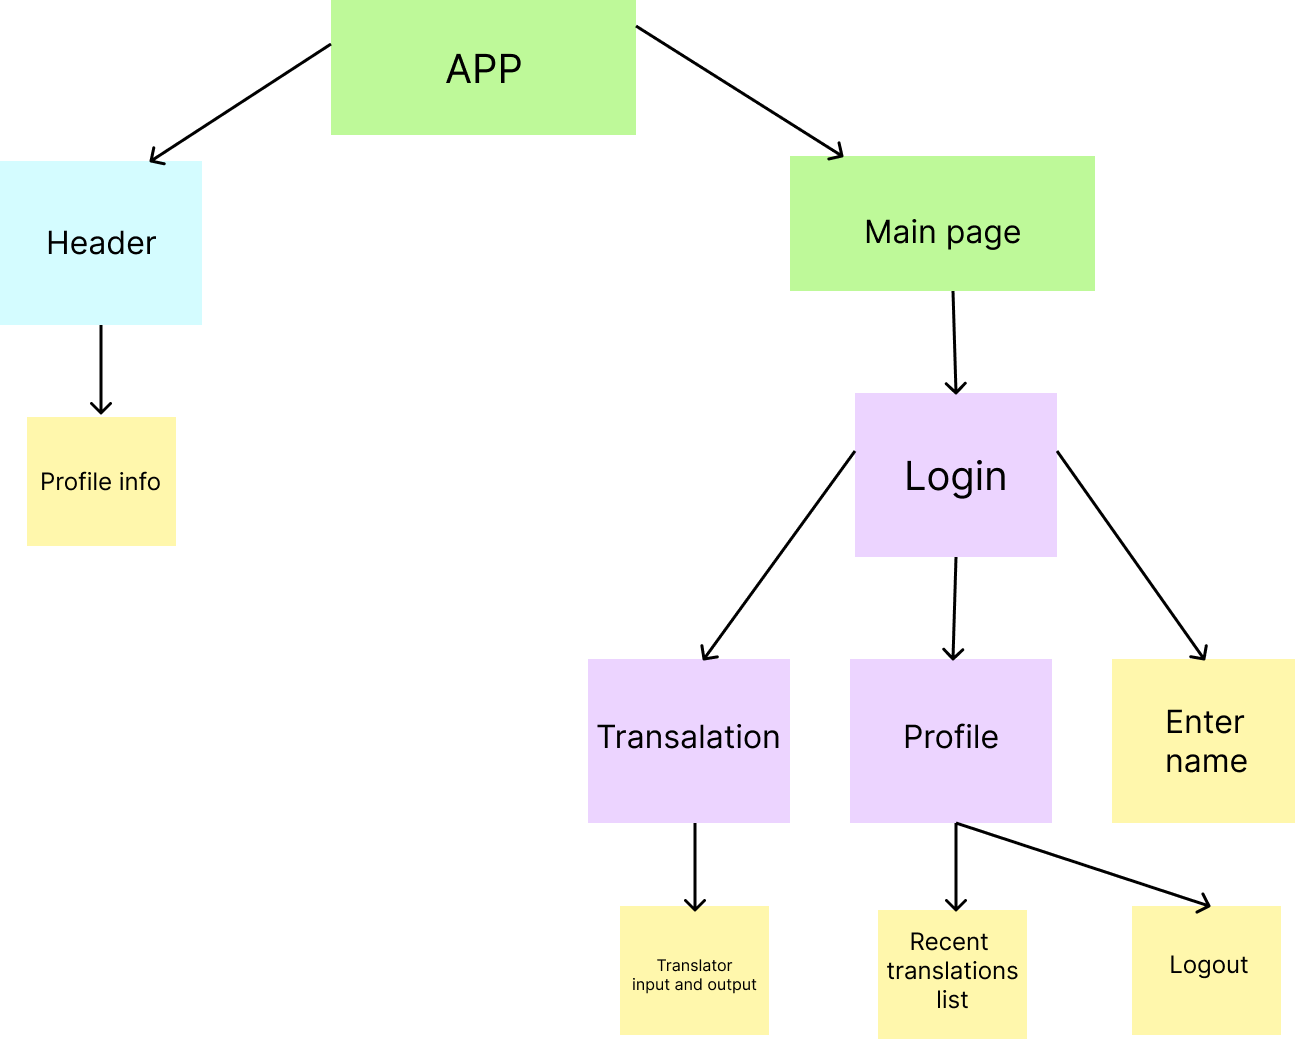 APP
Header
Main page
Profile info
Login
Transalation
Profile
Enter
name
Translator
input and output
Recent
translations
list
Logout